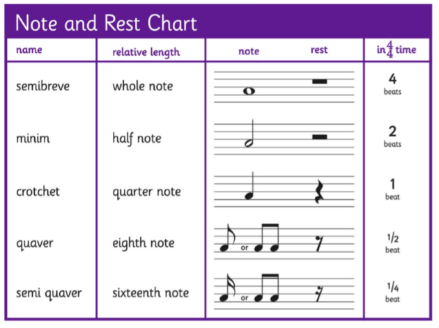 Note and Rest Chart
name relative length note rest in 4/4 time
semibreve whole note 4
beats
minim half note 2
beats
crotchet quarter note 1
beat
quaver eighth note or 1/2
beat
semi quaver sixteenth note or 1/4
beat